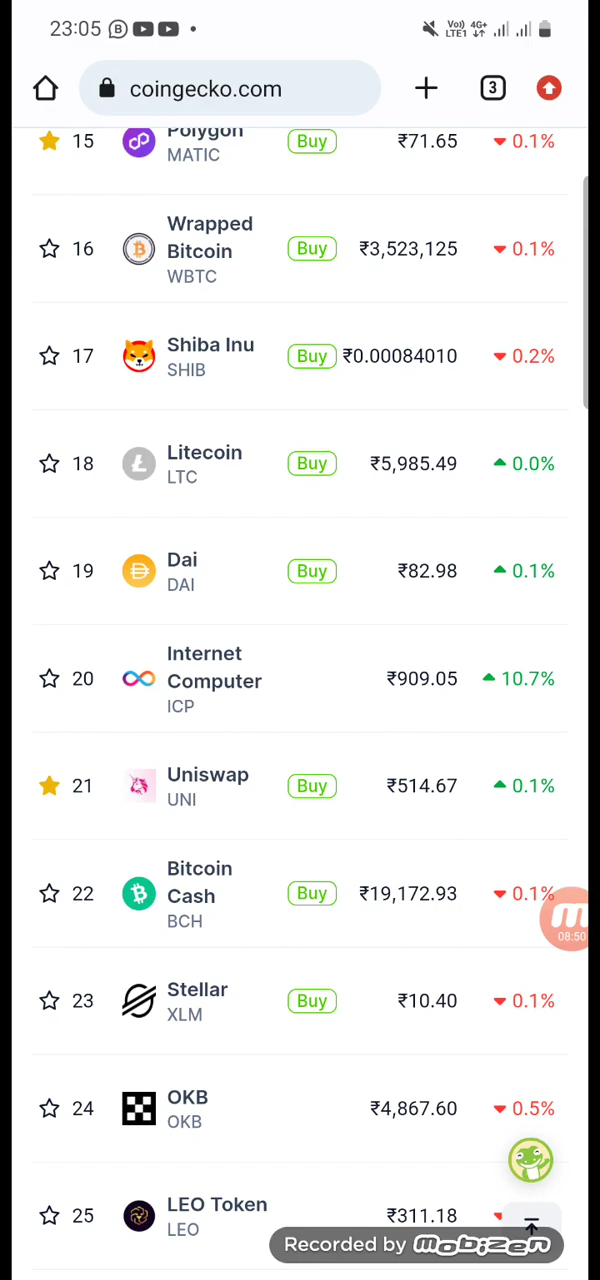 23:05
Vo)) 4G+
LTE1
coingecko.com
3
15 Polygon Buy ₹71.65 0.1%
MATIC
Wrapped
16 Bitcoin Buy ₹3,523,125 0.1%
WBTC
17 Shiba Inu Buy ₹0.00084010 0.2%
SHIB
18 Litecoin Buy ₹5,985.49 0.0%
LTC
19 Dai Buy ₹82.98 0.1%
DAI
Internet
20 Computer ₹909.05 10.7%
ICP
21 Uniswap Buy ₹514.67 0.1%
UNI
Bitcoin
22 Cash Buy ₹19,172.93 0.1%
BCH
m
08:50
23 Stellar Buy ₹10.40 0.1%
XLM
24 OKB ₹4,867.60 0.5%
OKB
25 LEO Token ₹311.18
LEO
Recorded by mobizen